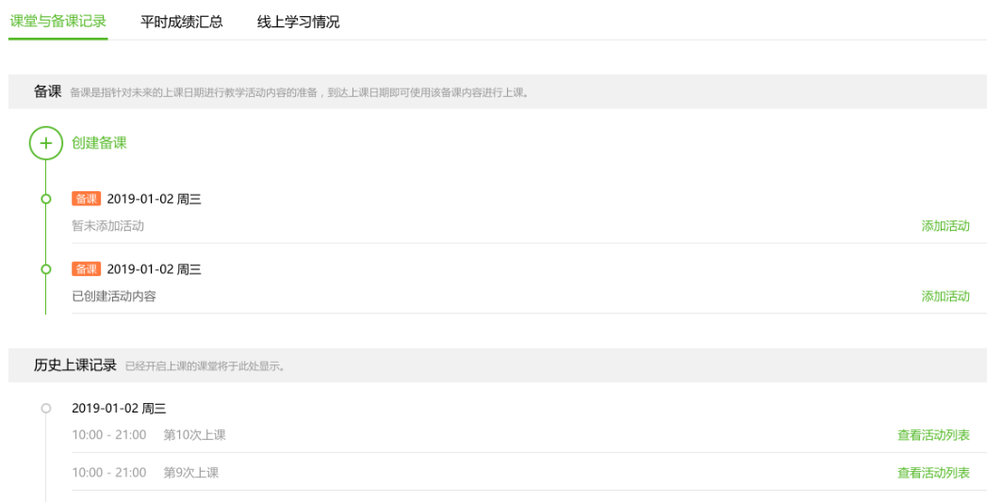 课堂与备课记录 平时成绩汇总 线上学习情况
备课 备课是指针对未来的上课日期进行教学活动内容的准备，到达上课日期即可使用该备课内容进行上课。
创建备课
备课 2019-01-02 周三
暂未添加活动 添加活动
备课 2019-01-02 周三
已创建活动内容 添加活动
历史上课记录 已经开启上课的课堂将于此处显示。
2019-01-02 周三
10:00 - 21:00 第10次上课 查看活动列表
10:00 - 21:00 第9次上课 查看活动列表